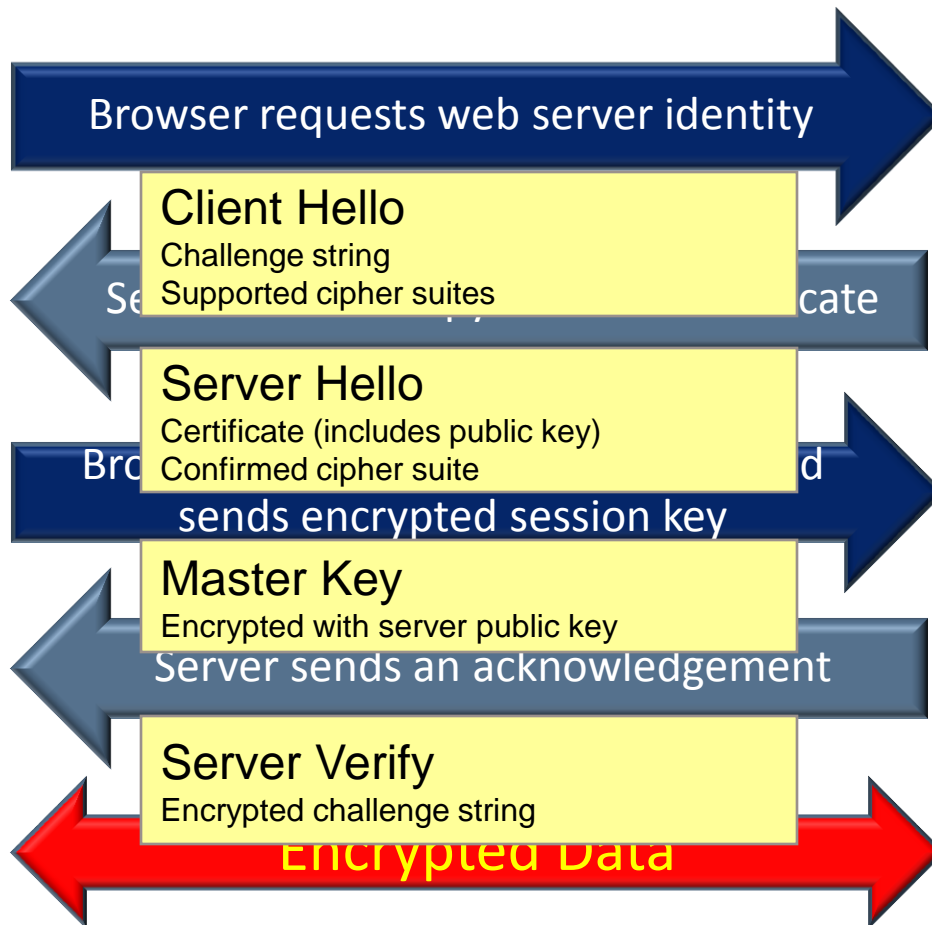 Browser requests web server identity
Client Hello
Challenge string
Supported cipher suites
cate
Server Hello
Certificate (includes public key)
Confirmed cipher suite
sends encrypted session key
Master Key
Encrypted with server public key
Server sends an acknowledgement
Server Verify
Encrypted challenge string
Encrypted Data